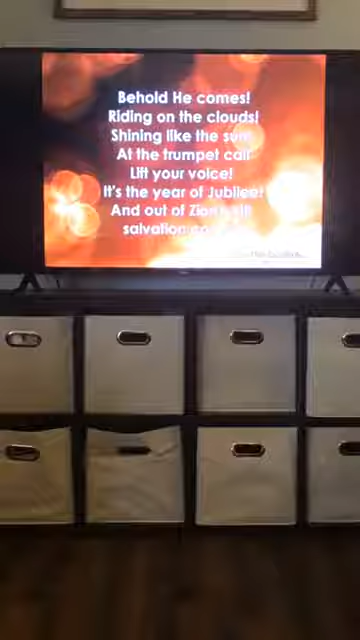 Behold He comes!
Riding on the clouds!
Shining like the sun
At the trumpet call
Lift your voice!
It's the year of Jubilee!
And out of Zion's hill
salvation